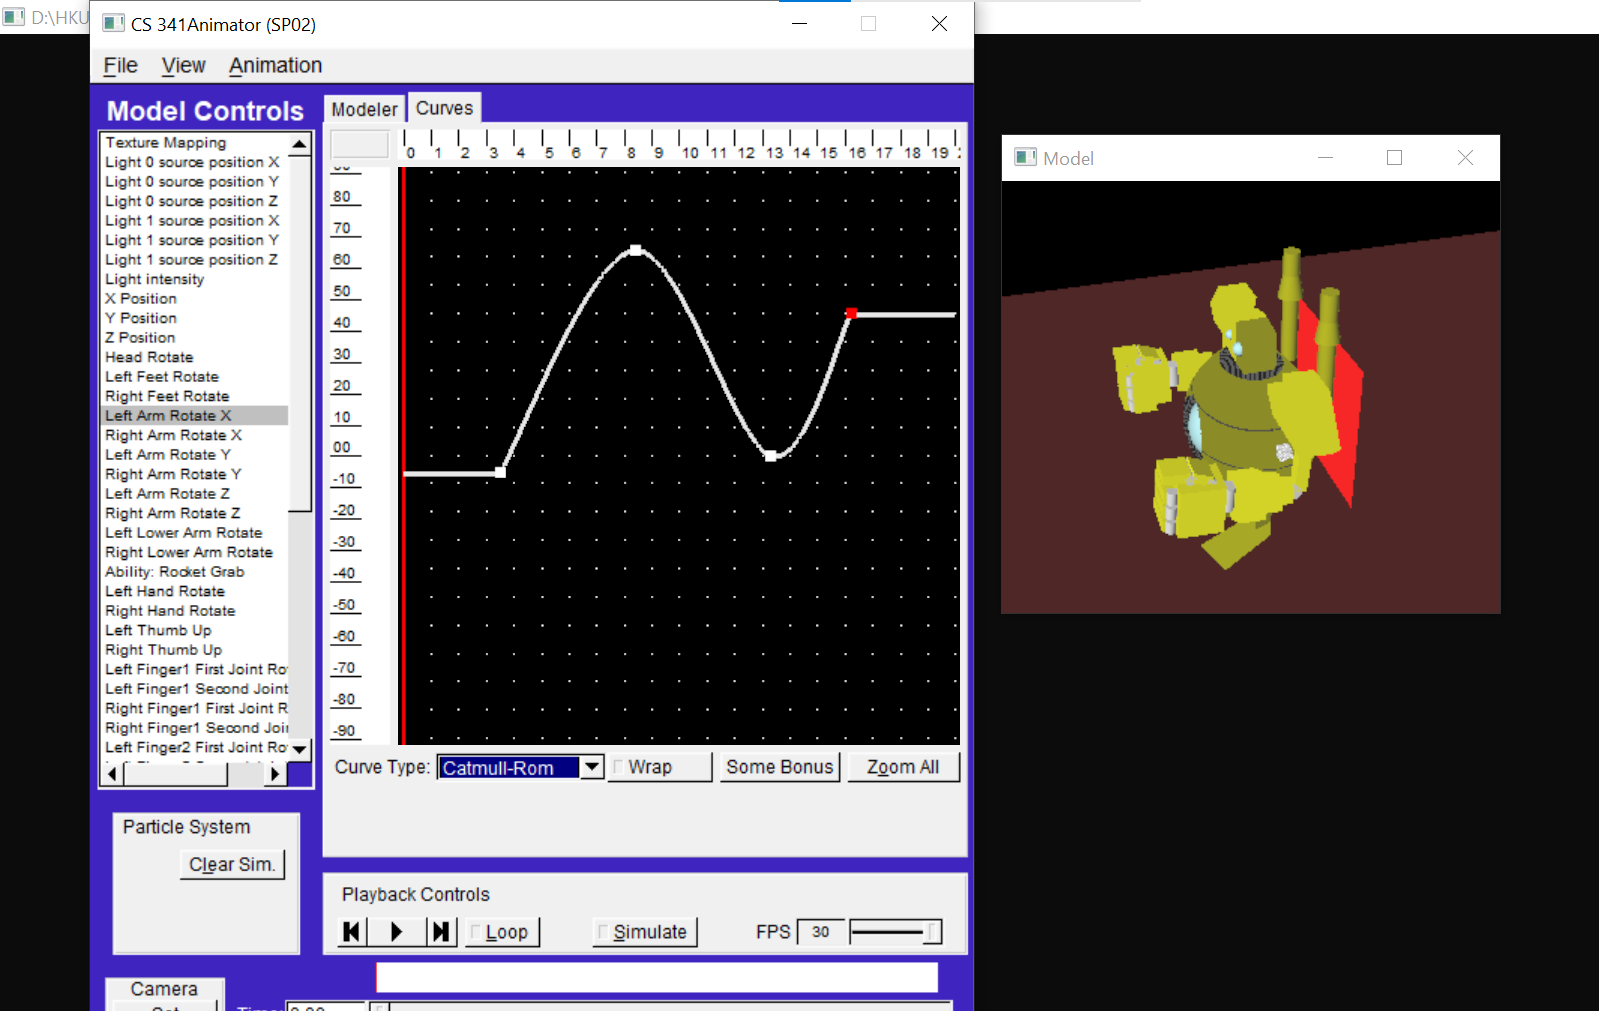 D:\HKU
CS 341Animator (SP02)
File View Animation
Model Controls
Modeler Curves
Texture Mapping
Light 0 source position X
Light 0 source position Y
Light 0 source position Z
Light 1 source position X
Light 1 source position Y
Light 1 source position Z
Light intensity
X Position
Y Position
Z Position
Head Rotate
Left Feet Rotate
Right Feet Rotate
Left Arm Rotate X
Right Arm Rotate X
Left Arm Rotate Y
Right Arm Rotate Y
Left Arm Rotate Z
Right Arm Rotate Z
Left Lower Arm Rotate
Right Lower Arm Rotate
Ability: Rocket Grab
Left Hand Rotate
Right Hand Rotate
Left Thumb Up
Right Thumb Up
Left Finger1 First Joint Ro
Left Finger1 Second Joint
Right Finger1 First Joint R
Right Finger1 Second Joi
Left Finger2 First Joint Ro
0 1 2 3 4 5 6 7 8 9 10 11 12 13 14 15 16 17 18 19
80
70
60
50
40
30
20
10
00
-10
-20
-30
-40
-50
-60
-70
-80
-90
Curve Type: Catmull-Rom Wrap Some Bonus Zoom All
Particle System
Clear Sim.
Playback Controls
Loop Simulate FPS 30
Camera
Model